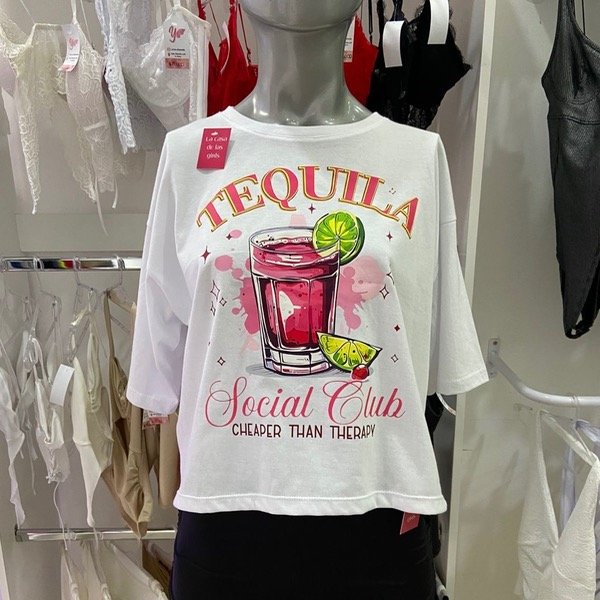 La Casa
de las
girls.
TEQUILA
Social Club
CHEAPER THAN THERAPY